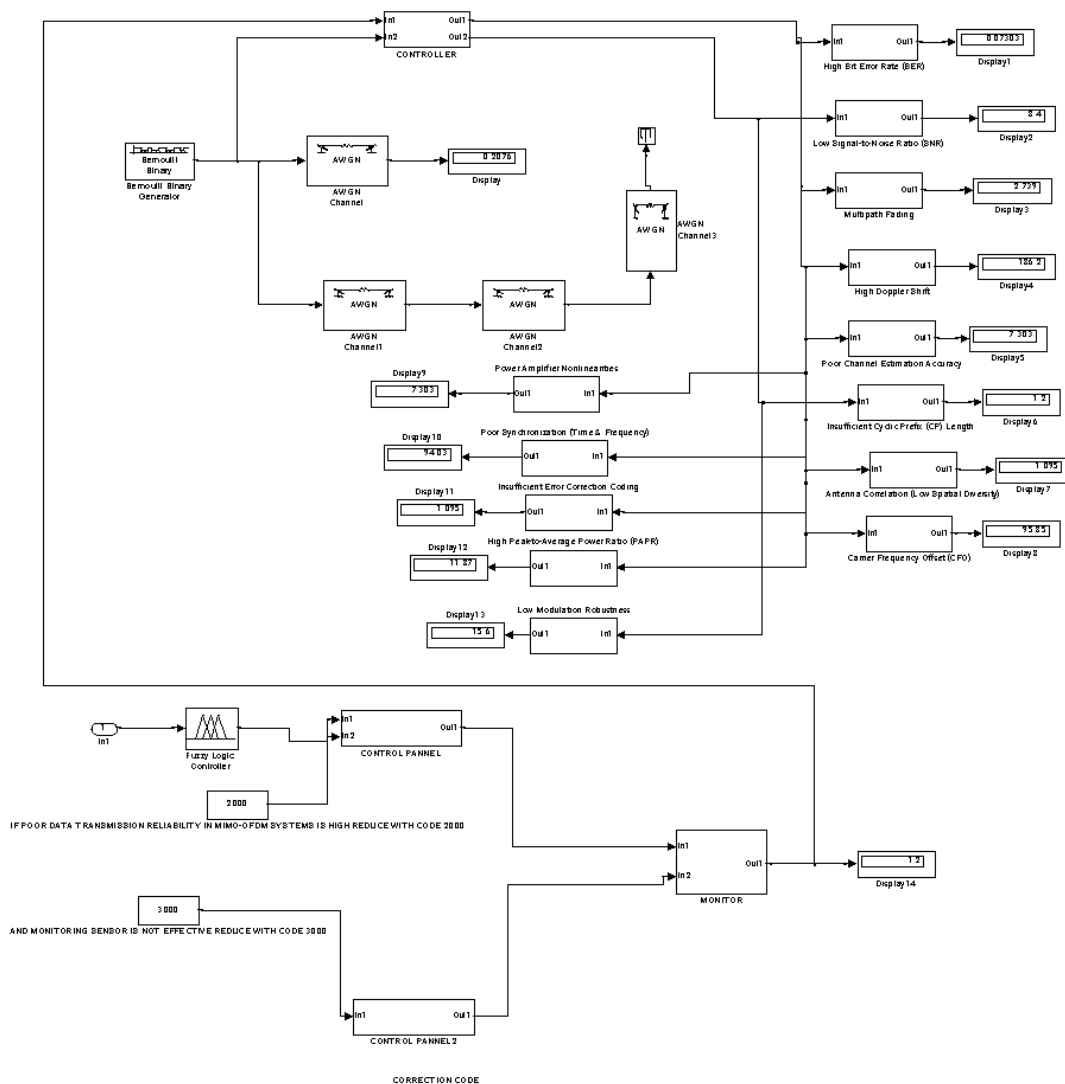 In1
In2
Out1
Out2
CONTROLLER
In1
Out1
High Bit Error Rate (BER)
0.07303
Display1
In1
Out1
Low Signal-to-Noise Ratio (SNR)
8.4
Display2
Bernoulli
Binary
Bernoulli Binary
Generator
AWGN
AWGN
Channel
0.2076
Display
AWGN
AWGN
Channel3
In1
Out1
Multipath Fading
2.739
Display3
In1
Out1
High Doppler Shift
186.2
Display4
AWGN
AWGN
Channel1
AWGN
AWGN
Channel2
In1
Out1
Poor Channel Estimation Accuracy
7.303
Display5
Display9
7.303
Power Amplifier Nonlinearities
Out1
In1
In1
Out1
Insufficient Cyclic Prefix (CP) Length
1.2
Display6
Display10
9.403
Poor Synchronization (Time & Frequency)
Out1
In1
In1
Out1
Antenna Correlation (Low Spatial Diversity)
1.095
Display7
Display11
1.095
Insufficient Error Correction Coding
Out1
In1
In1
Out1
Carrier Frequency Offset (CFO)
95.85
Display8
Display12
11.87
High Peak-to-Average Power Ratio (PAPR)
Out1
In1
Display13
15.6
Low Modulation Robustness
Out1
In1
1
In1
Fuzzy Logic
Controller
In1
In2
Out1
CONTROL PANNEL
2000
IF POOR DATA TRANSMISSION RELIABILITY IN MIMO-OFDM SYSTEMS IS HIGH REDUCE WITH CODE 2000
In1
In2
Out1
MONITOR
1.2
Display14
3000
AND MONITORING SENSOR IS NOT EFFECTIVE REDUCE WITH CODE 3000
In1
Out1
CONTROL PANNEL2
CORRECTION CODE